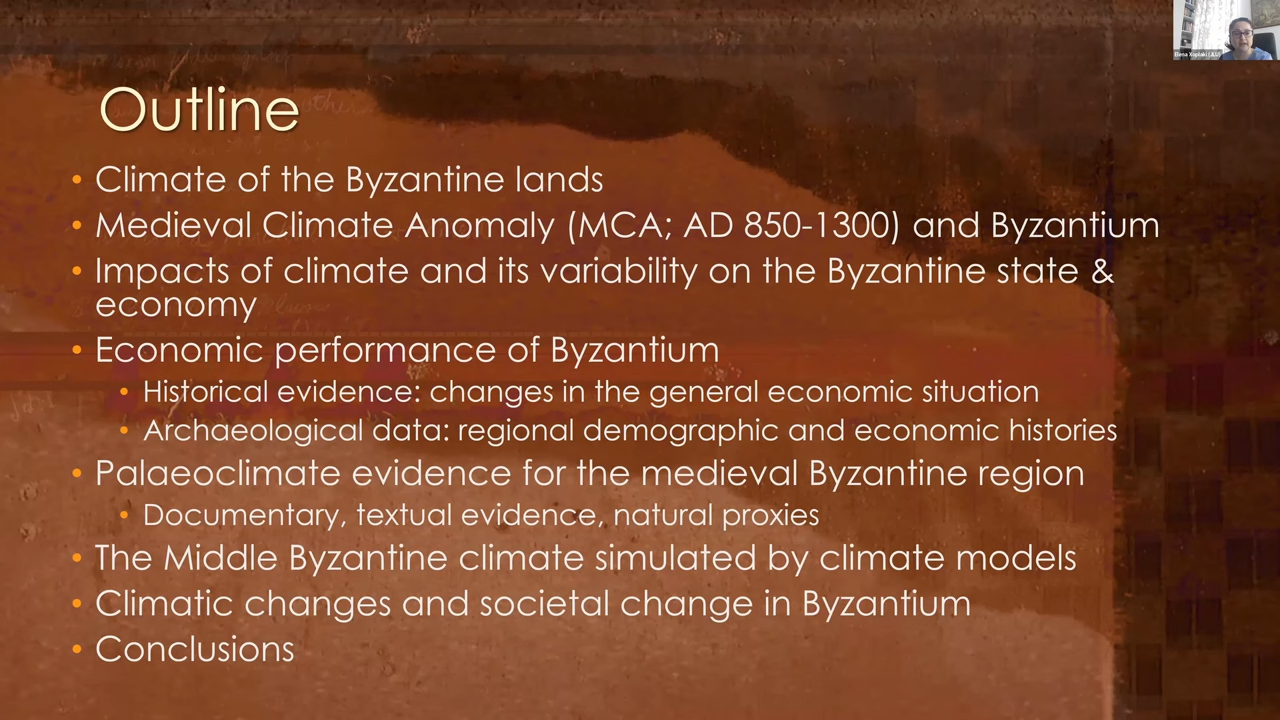 Outline
• Climate of the Byzantine lands
• Medieval Climate Anomaly (MCA; AD 850-1300) and Byzantium
• Impacts of climate and its variability on the Byzantine state &
economy
• Economic performance of Byzantium
• Historical evidence: changes in the general economic situation
• Archaeological data: regional demographic and economic histories
• Palaeoclimate evidence for the medieval Byzantine region
• Documentary, textual evidence, natural proxies
• The Middle Byzantine climate simulated by climate models
• Climatic changes and societal change in Byzantium
• Conclusions